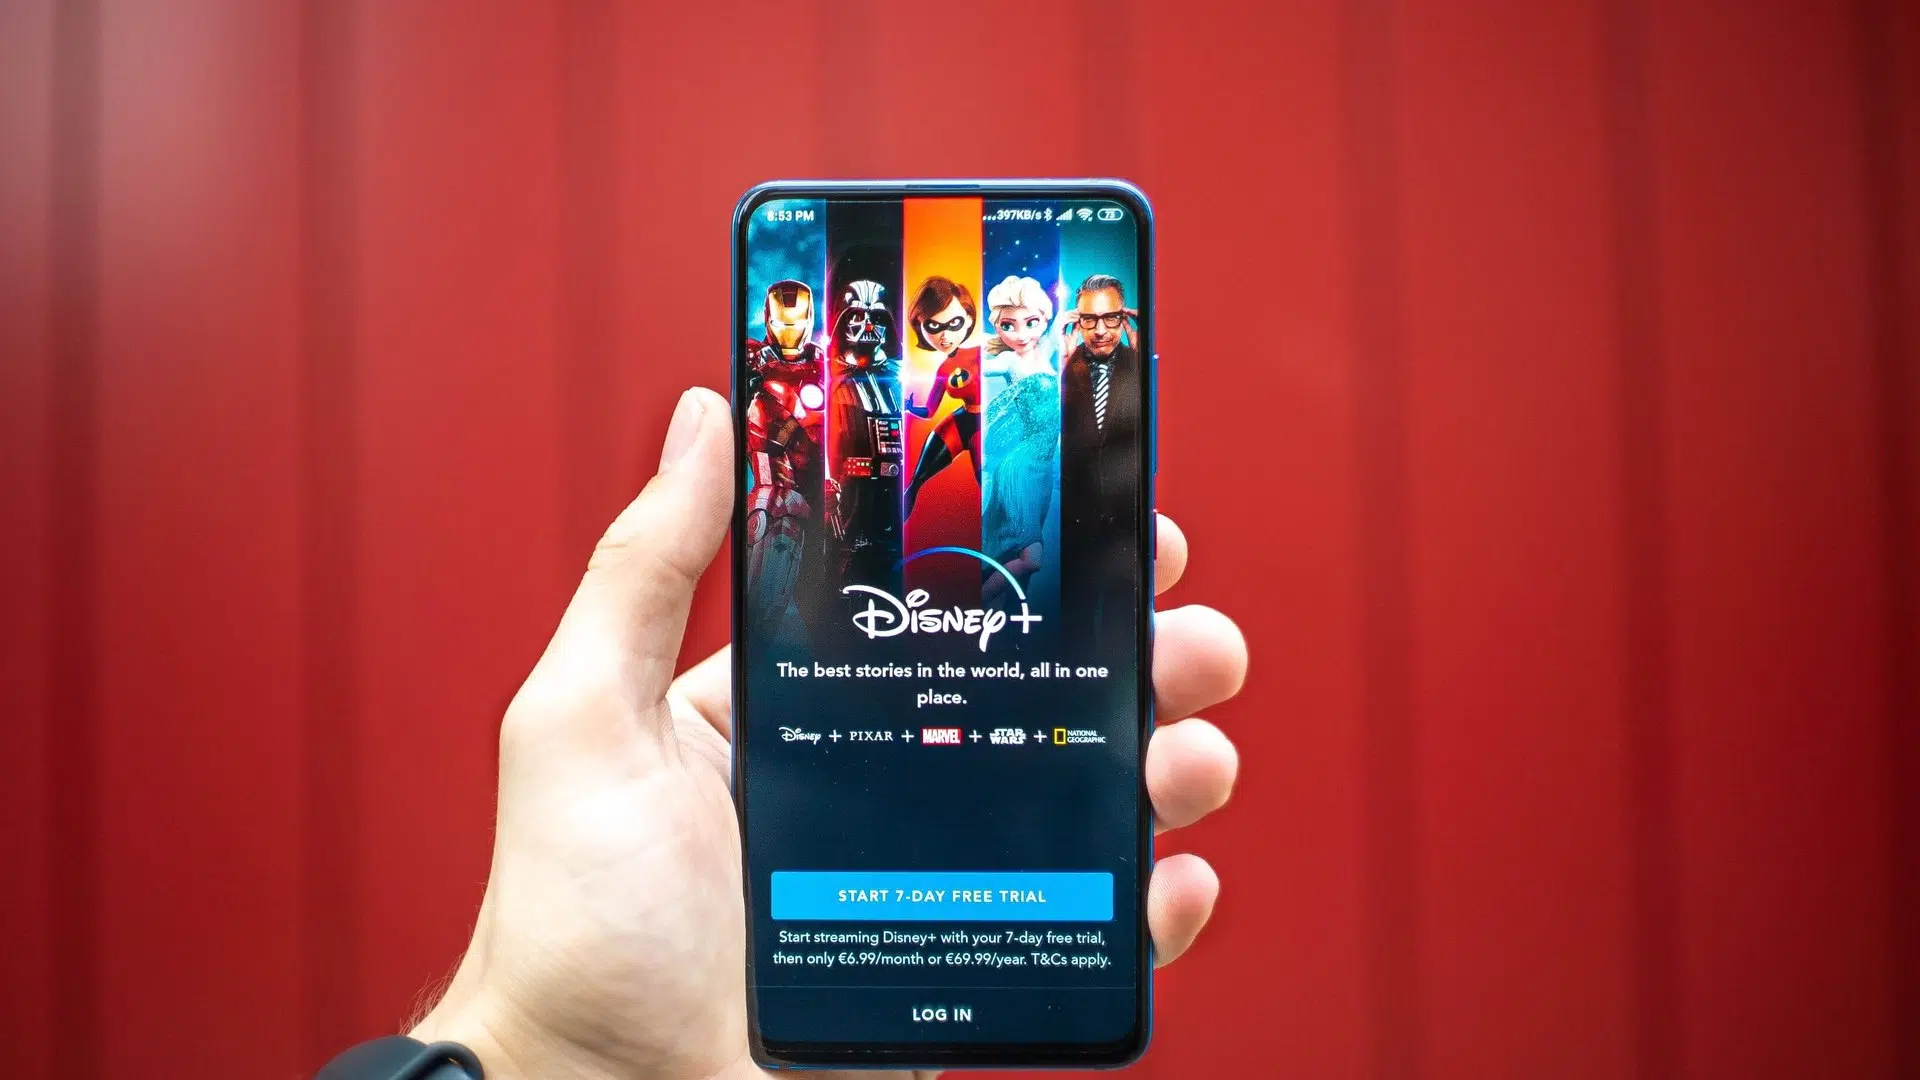 8:53 PM ...397KB/s 73
Disney+
The best stories in the world, all in one
place.
Disney + PIXAR + MARVEL + STAR WARS + NATIONAL GEOGRAPHIC
START 7-DAY FREE TRIAL
Start streaming Disney+ with your 7-day free trial,
then only €6.99/month or €69.99/year. T&Cs apply.
LOG IN